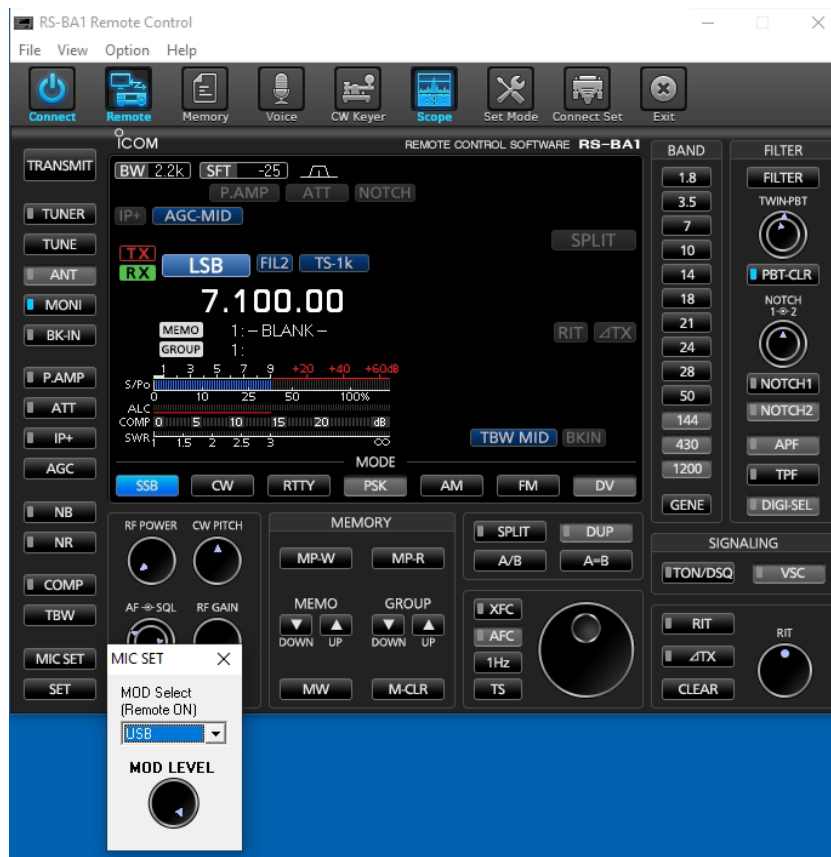 RS-BA1 Remote Control
File View Option Help
Connect Remote Memory Voice CW Keyer Scope Set Mode Connect Set Exit
ICOM REMOTE CONTROL SOFTWARE RS-BA1
TRANSMIT
TUNER
TUNE
ANT
MONI
BK-IN
P.AMP
ATT
IP+
AGC
NB
NR
COMP
TBW
MIC SET
SET
BW 2.2k SFT -25
P.AMP ATT NOTCH
IP+ AGC-MID
SPLIT
TX
RX LSB FIL2 TS-1k
7.100.00
MEMO 1:–BLANK–
GROUP 1:
RIT ⊿TX
1 3 5 7 9 +20 +40 +60dB
S/Po
0 10 25 50 100%
ALC
COMP 0 5 10 15 20 dB
SWR 1 1.5 2 2.5 3 ∞
TBW MID BKIN
MODE
SSB CW RTTY PSK AM FM DV
BAND
1.8
3.5
7
10
14
18
21
24
28
50
144
430
1200
GENE
FILTER
FILTER
TWIN-PBT
PBT-CLR
NOTCH
1-◎-2
NOTCH1
NOTCH2
APF
TPF
DIGI-SEL
RF POWER CW PITCH
AF-◎-SQL RF GAIN
MEMORY
MP-W MP-R
MEMO GROUP
DOWN UP DOWN UP
MW M-CLR
SPLIT DUP
A/B A=B
XFC
AFC
1Hz
TS
SIGNALING
TON/DSQ VSC
RIT
⊿TX
CLEAR
RIT
MIC SET
MOD Select
(Remote ON)
USB
MOD LEVEL